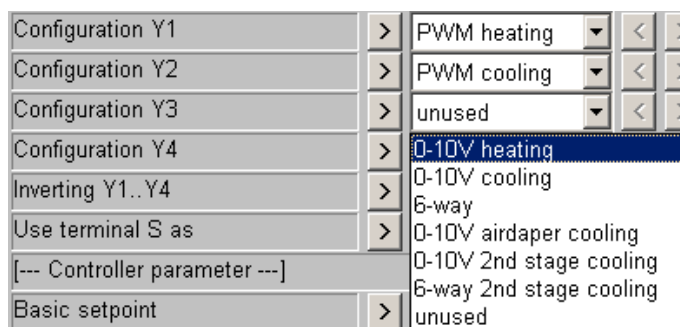 Configuration Y1 > PWM heating < >
Configuration Y2 > PWM cooling < >
Configuration Y3 > unused < >
Configuration Y4 > 0-10V heating
0-10V cooling
Inverting Y1..Y4 > 6-way
Use terminal S as > 0-10V airdaper cooling
[--- Controller parameter ---] 0-10V 2nd stage cooling
6-way 2nd stage cooling
Basic setpoint > unused